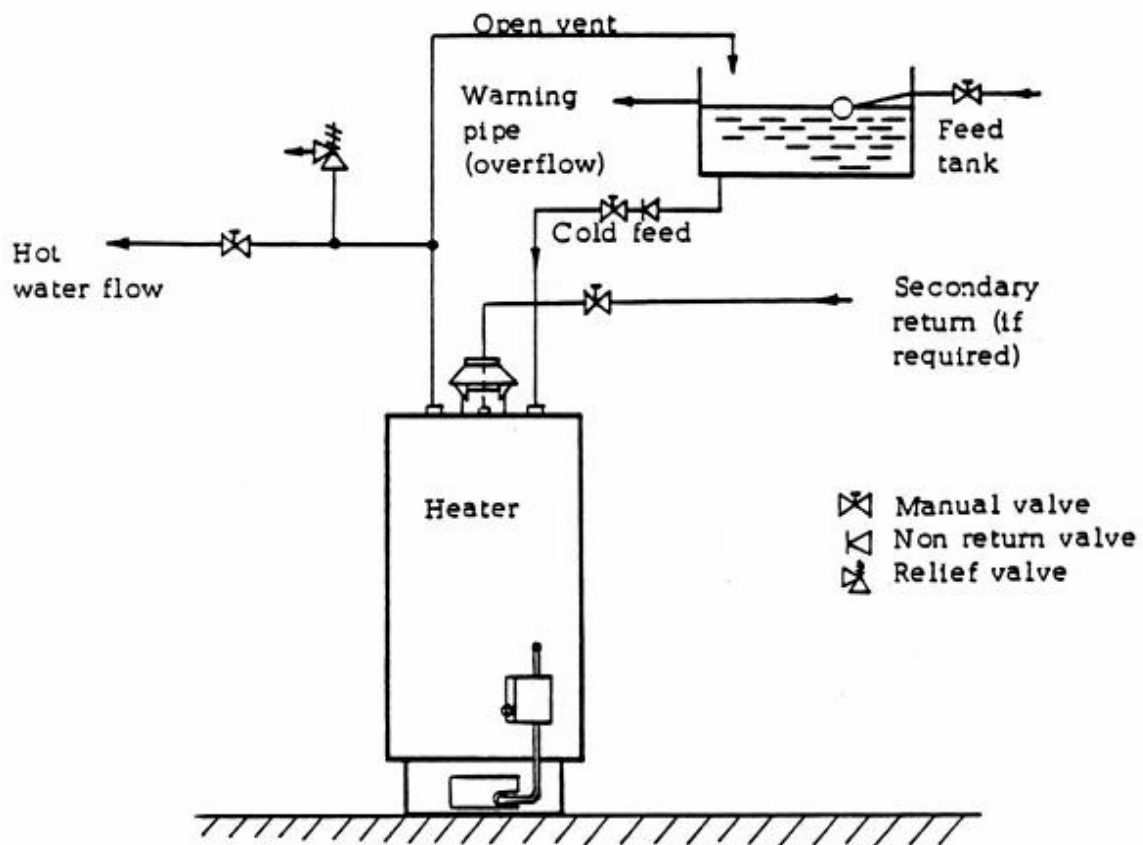 Open vent
Warning
pipe
(overflow)
Feed
tank
Cold feed
Hot
water flow
Secondary
return (if
required)
Heater
Manual valve
Non return valve
Relief valve